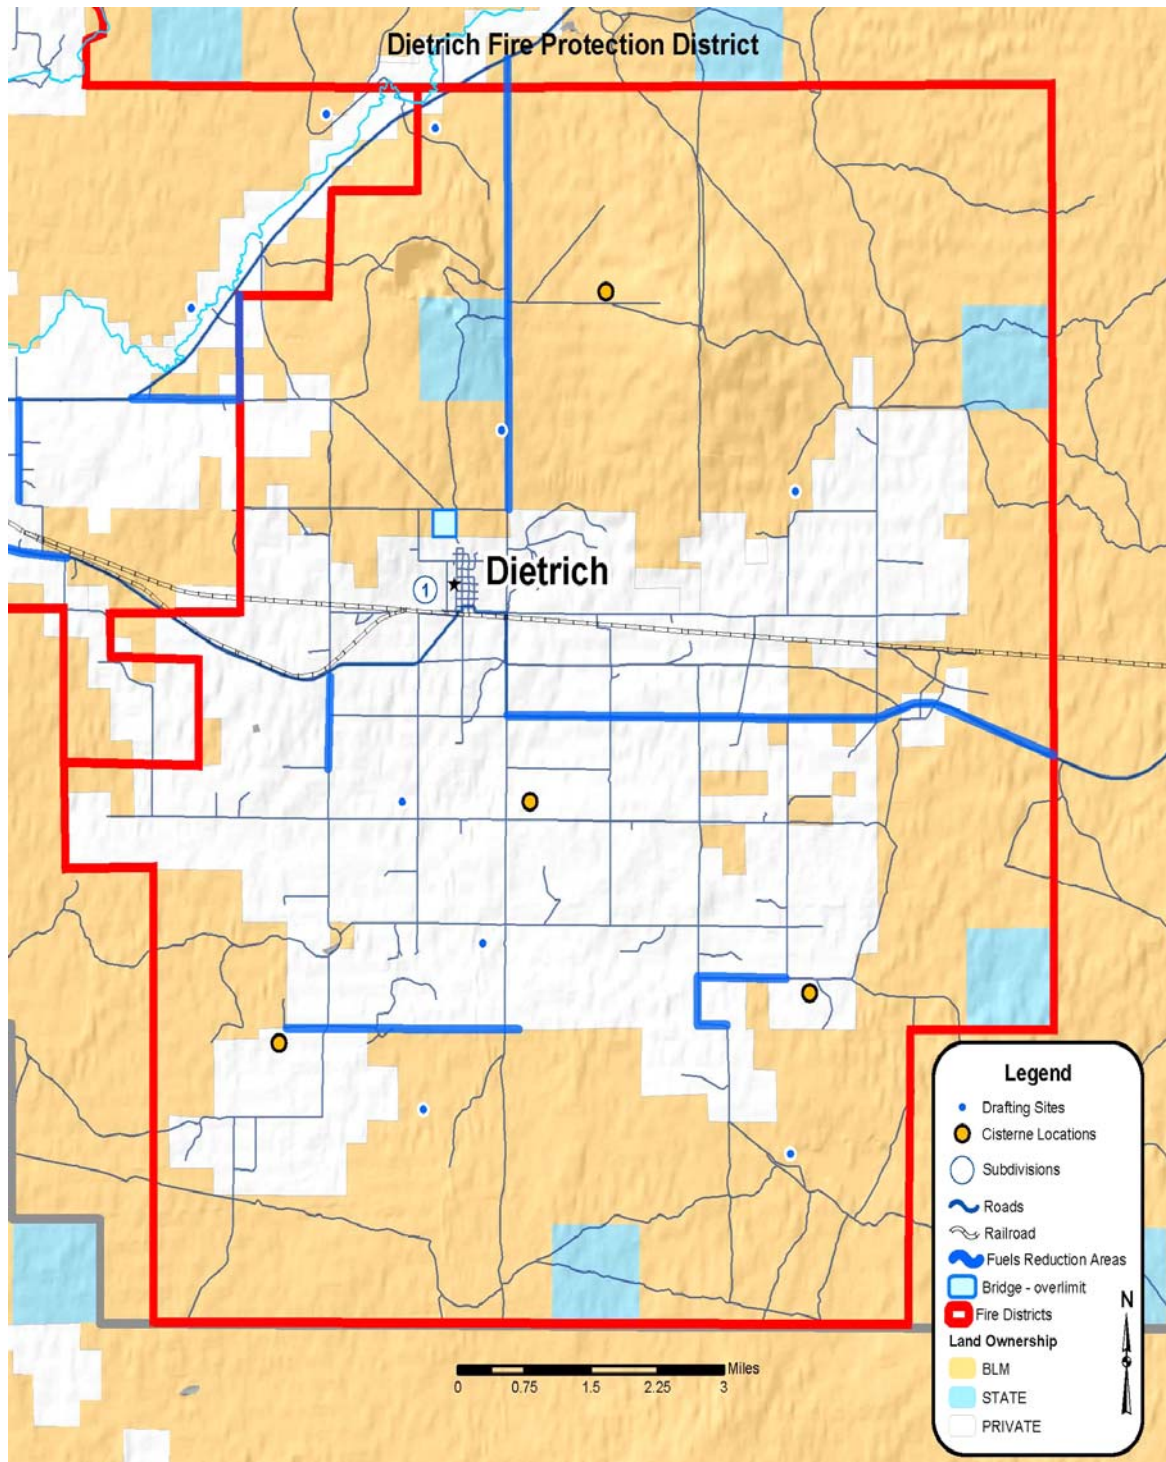 Dietrich Fire Protection District
Dietrich
1
Legend
Drafting Sites
Cisterne Locations
Subdivisions
Roads
Railroad
Fuels Reduction Areas
Bridge - overlimit
Fire Districts
Land Ownership
BLM
STATE
PRIVATE
N
Miles
0 0.75 1.5 2.25 3